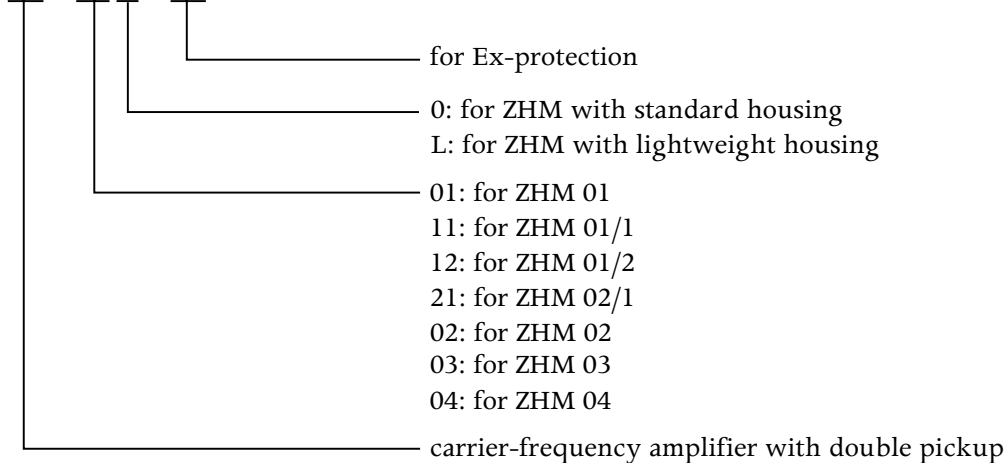 for Ex-protection
0: for ZHM with standard housing
L: for ZHM with lightweight housing
01: for ZHM 01
11: for ZHM 01/1
12: for ZHM 01/2
21: for ZHM 02/1
02: for ZHM 02
03: for ZHM 03
04: for ZHM 04
carrier-frequency amplifier with double pickup